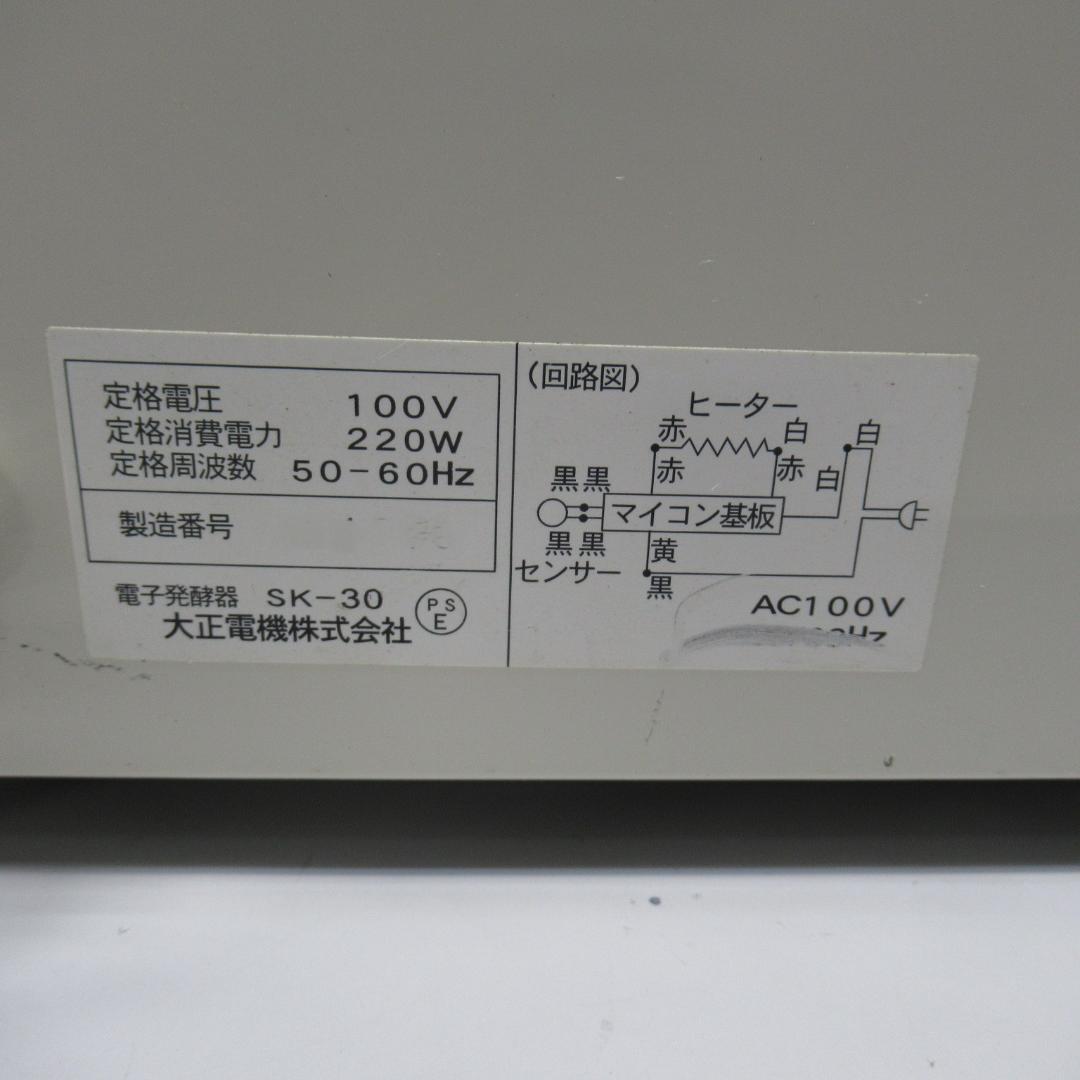 定格電圧 100V
定格消費電力 220W
定格周波数 50-60Hz
製造番号
電子発酵器 SK-30
大正電機株式会社
PSE
(回路図)
ヒーター
赤 白 白
赤 赤 白
黒黒
マイコン基板
黒黒 黄
センサー 黒
AC100V